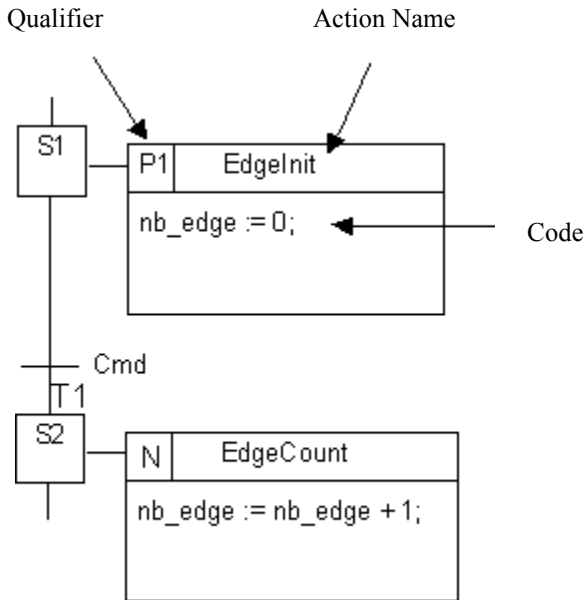 Qualifier
Action Name
S1
P1
EdgeInit
nb_edge := 0;
Code
Cmd
T1
S2
N
EdgeCount
nb_edge := nb_edge + 1;